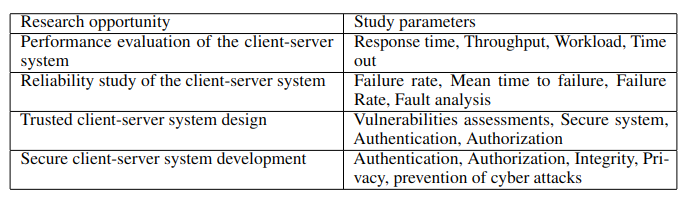 Research opportunity Study parameters
Performance evaluation of the client-server Response time, Throughput, Workload, Time
system out
Reliability study of the client-server system Failure rate, Mean time to failure, Failure
Rate, Fault analysis
Trusted client-server system design Vulnerabilities assessments, Secure system,
Authentication, Authorization
Secure client-server system development Authentication, Authorization, Integrity, Pri-
vacy, prevention of cyber attacks